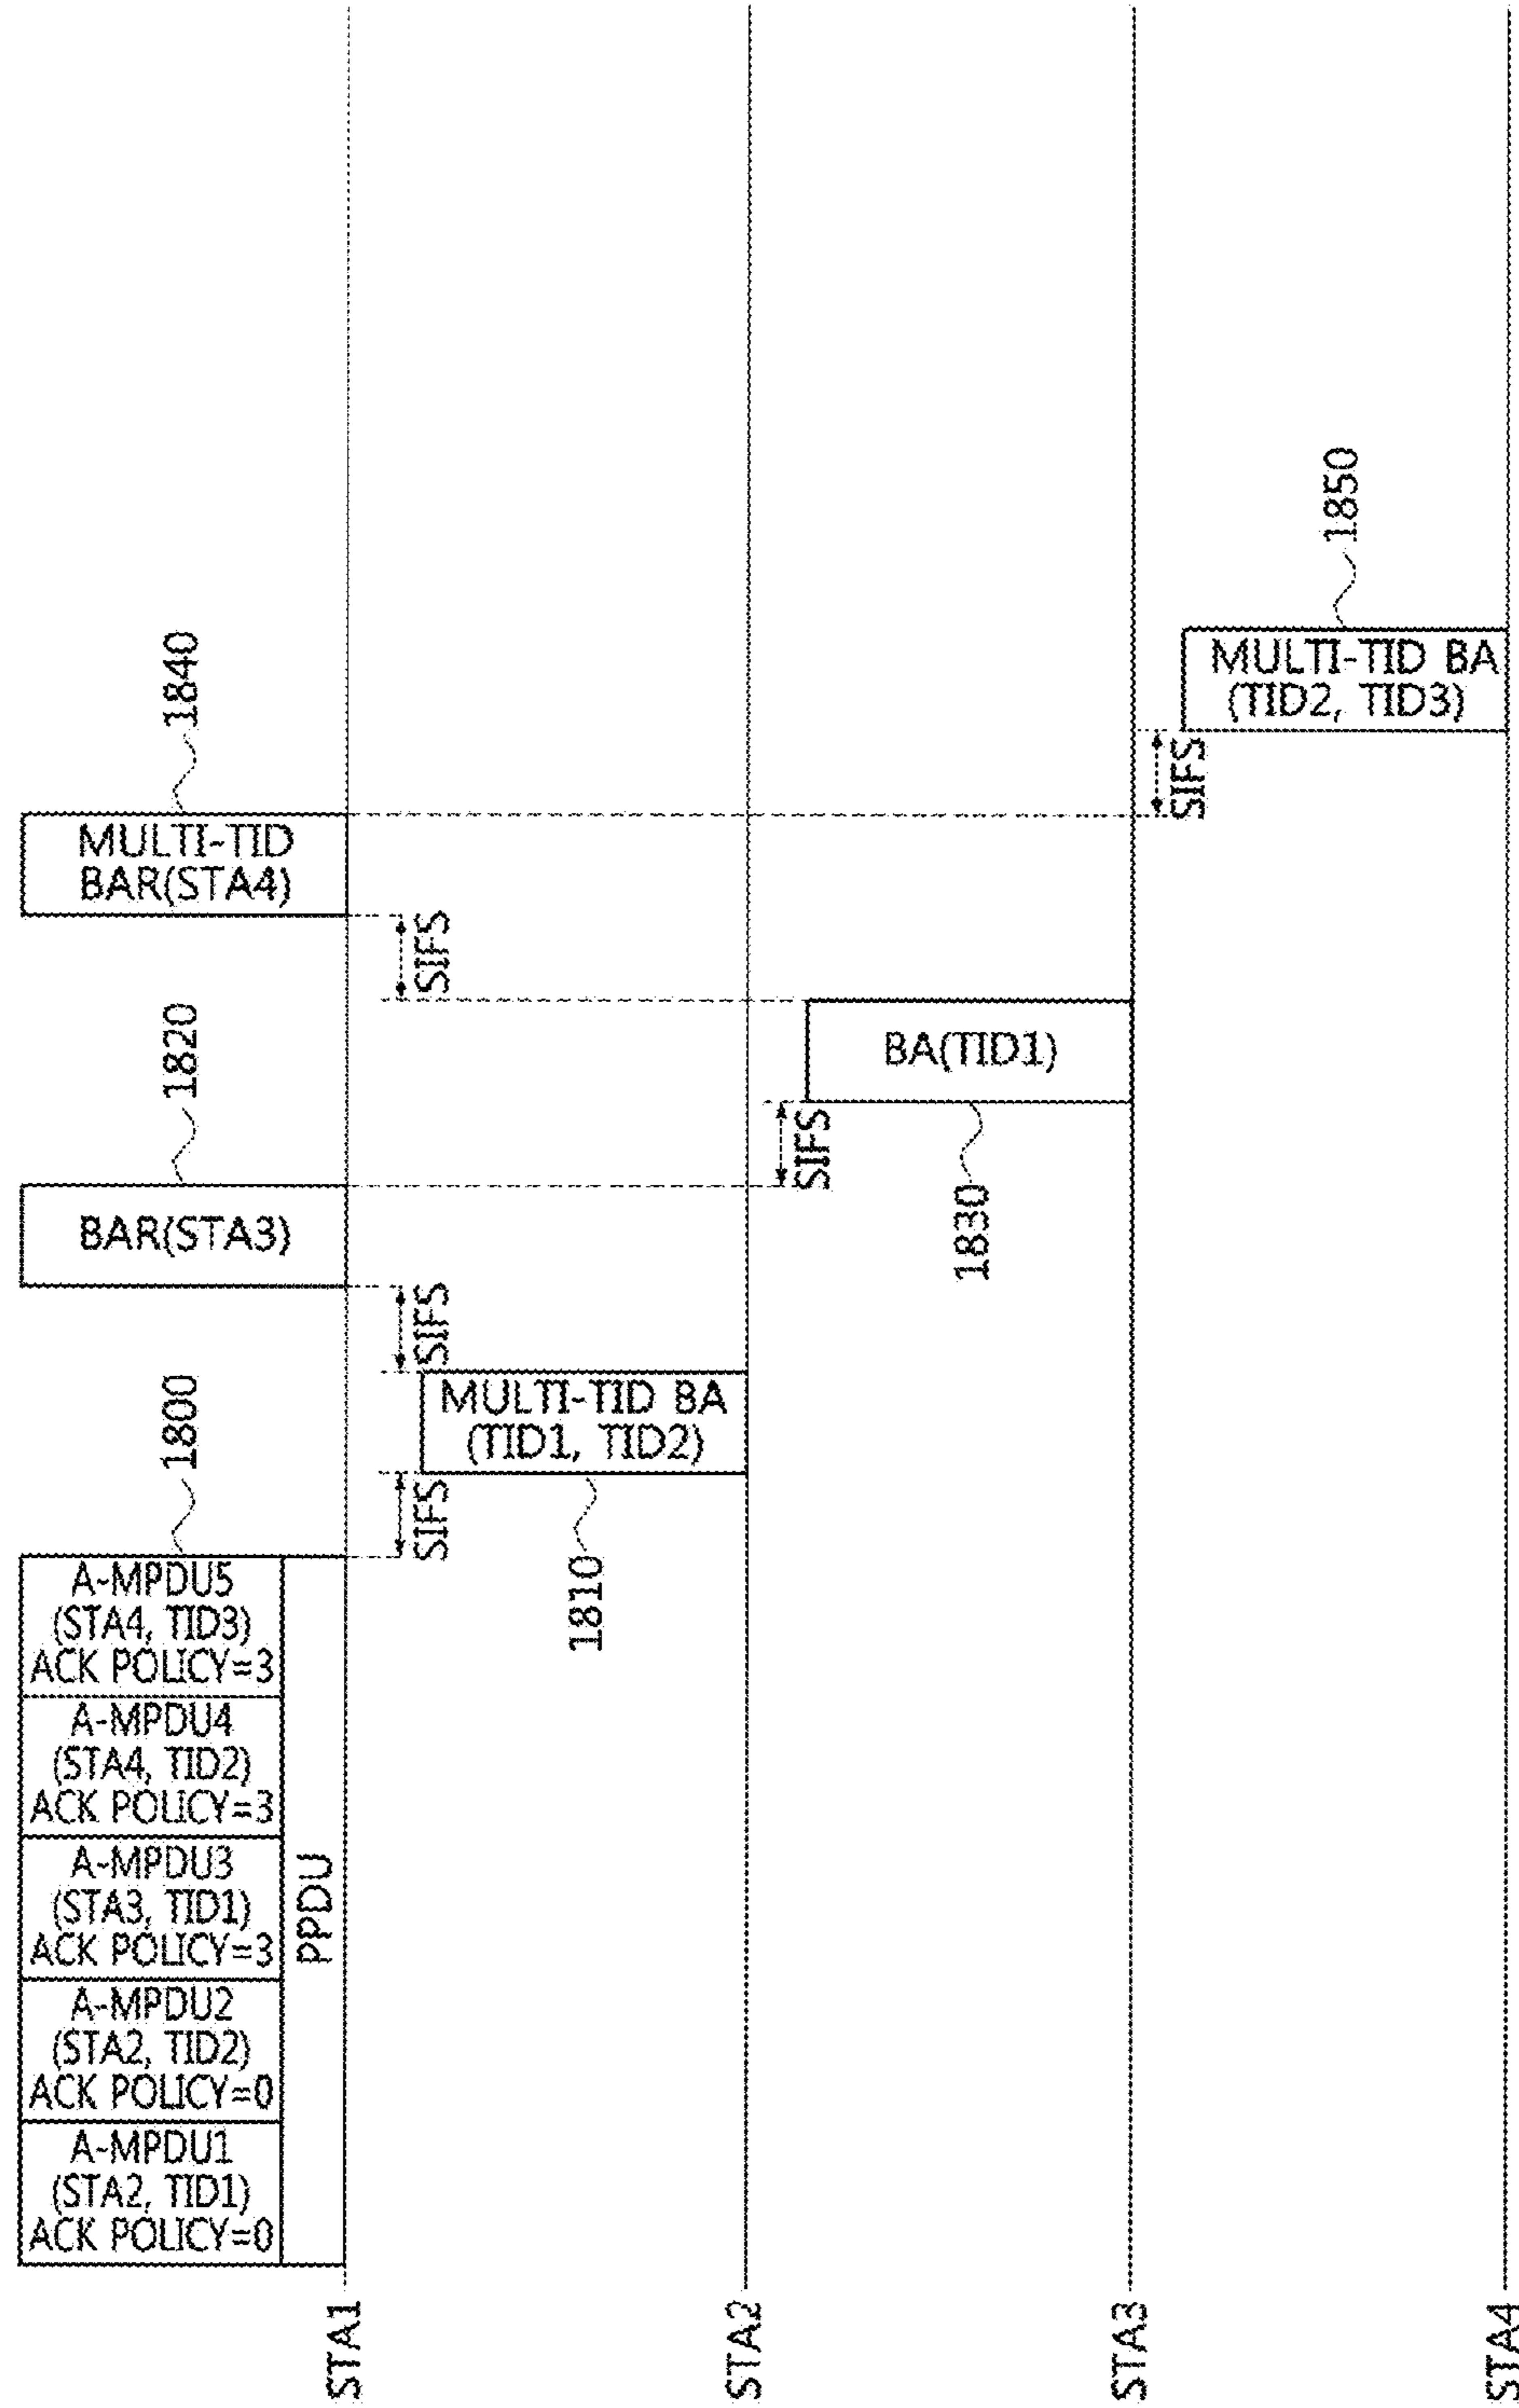 1800
1820
1840
A-MPDU1
(STA2, TID1)
ACK POLICY=0
A-MPDU2
(STA2, TID2)
ACK POLICY=0
A-MPDU3
(STA3, TID1)
ACK POLICY=3
A-MPDU4
(STA4, TID2)
ACK POLICY=3
A-MPDU5
(STA4, TID3)
ACK POLICY=3
PPDU
BAR(STA3)
MULTI-TID
BAR(STA4)
STA1
SIFS
SIFS
SIFS
MULTI-TID BA
(TID1, TID2)
1810
STA2
SIFS
BA(TID1)
1830
STA3
SIFS
MULTI-TID BA
(TID2, TID3)
1850
STA4